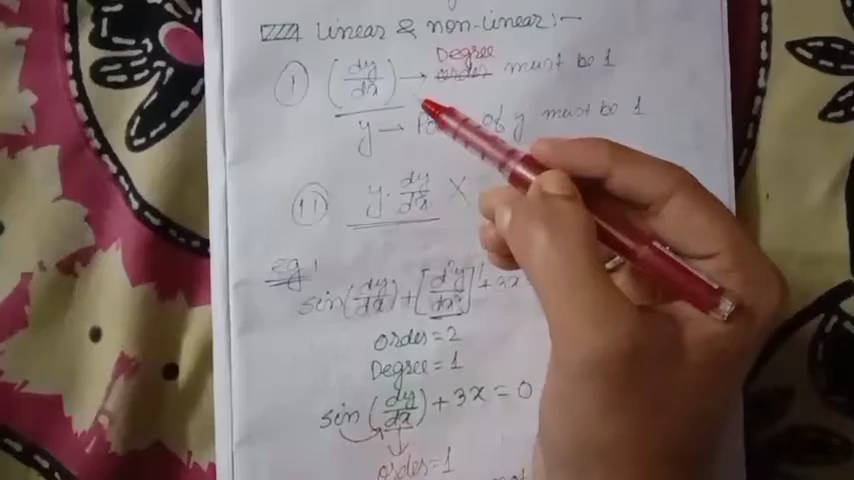 Linear & non-linear:-
Degree
① (dy/dx) → order must be 1
y → of y must be 1
⑪ y. dy/dx ×
eg!
sin(dy/dx) + [d²y/dx²]¹ +
order=2
Degree=1
sin(dy/dx) + 3x = 0
order=1